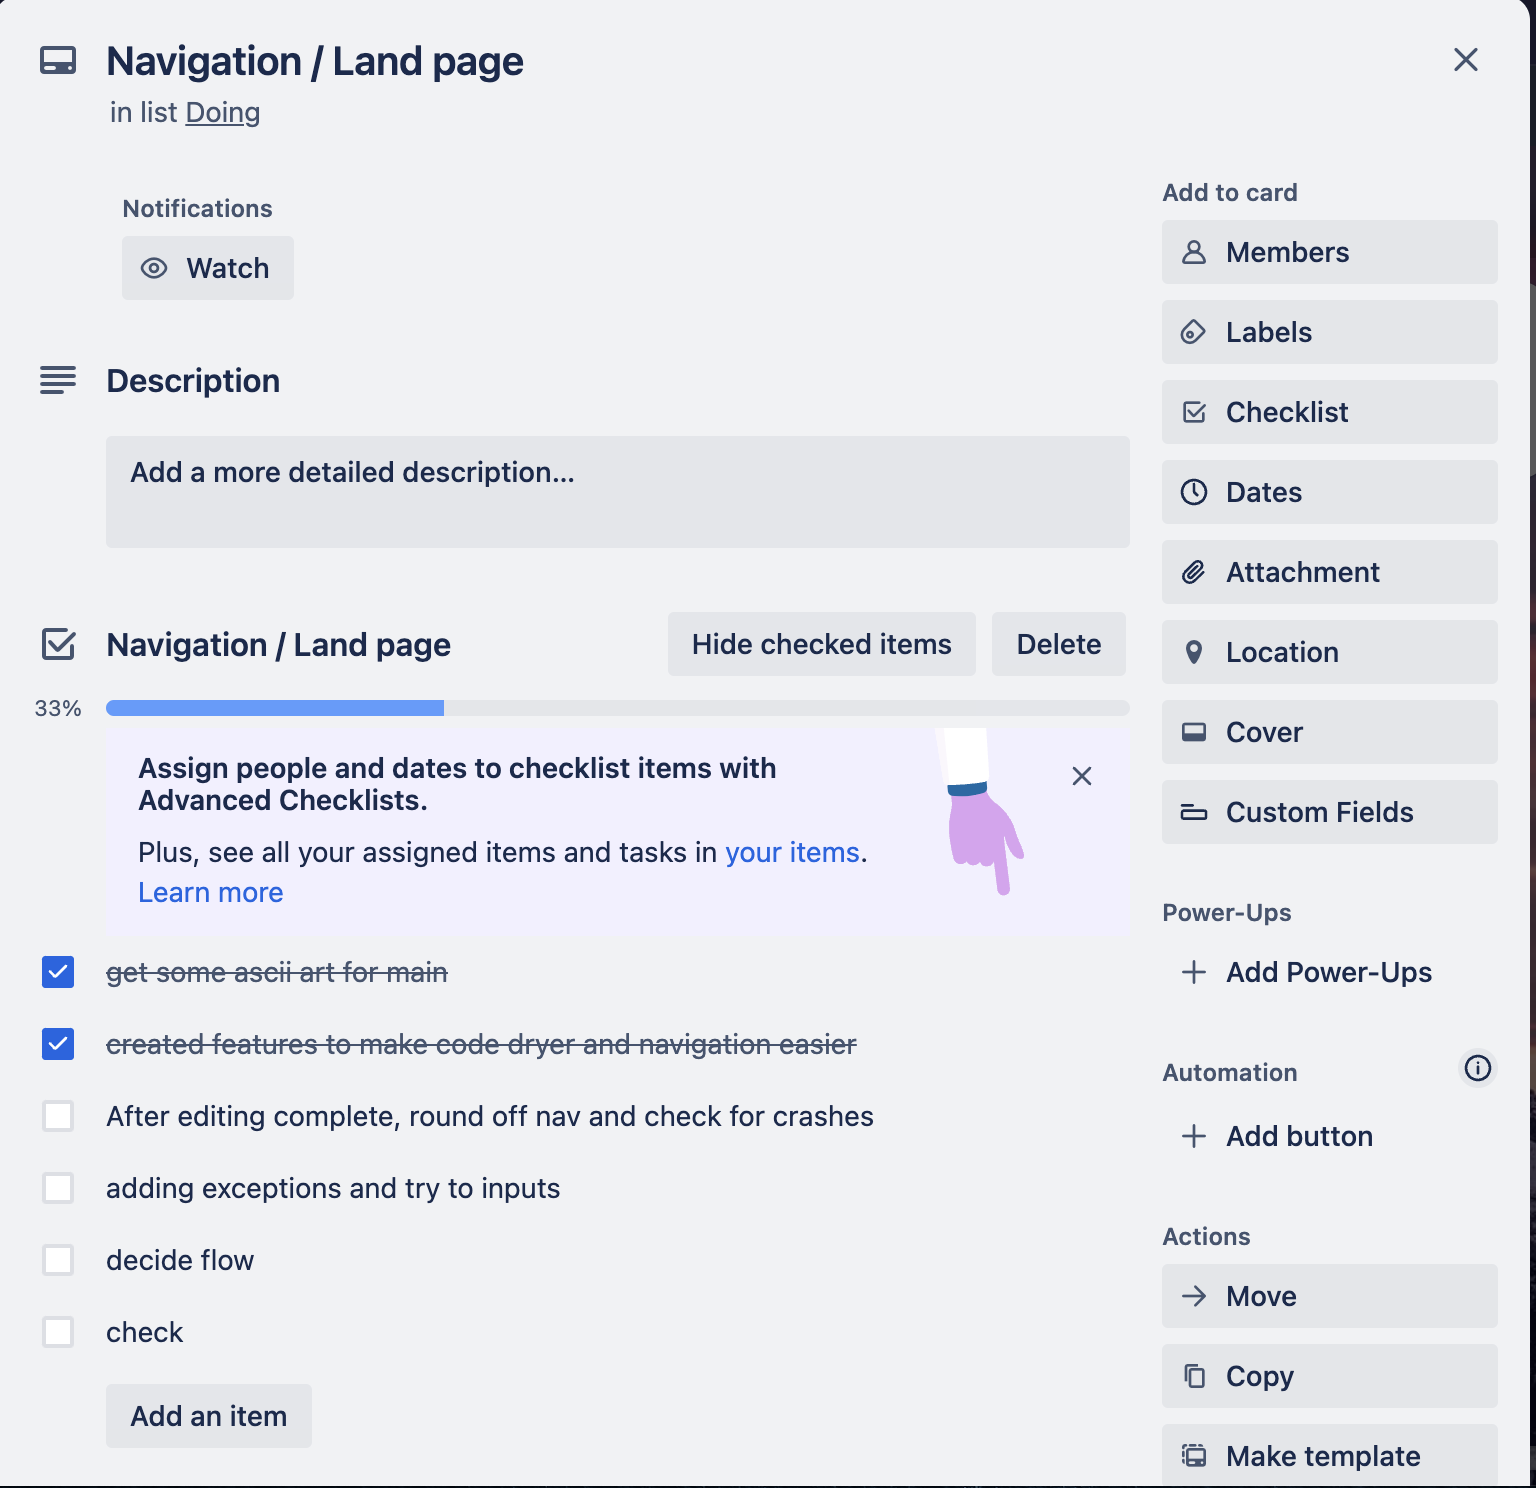 Navigation / Land page
in list Doing
Notifications
Watch
Description
Add a more detailed description...
Navigation / Land page
Hide checked items
Delete
33%
Assign people and dates to checklist items with
Advanced Checklists.
Plus, see all your assigned items and tasks in your items.
Learn more
get some ascii art for main
created features to make code dryer and navigation easier
After editing complete, round off nav and check for crashes
adding exceptions and try to inputs
decide flow
check
Add an item
Add to card
Members
Labels
Checklist
Dates
Attachment
Location
Cover
Custom Fields
Power-Ups
Add Power-Ups
Automation
Add button
Actions
Move
Copy
Make template